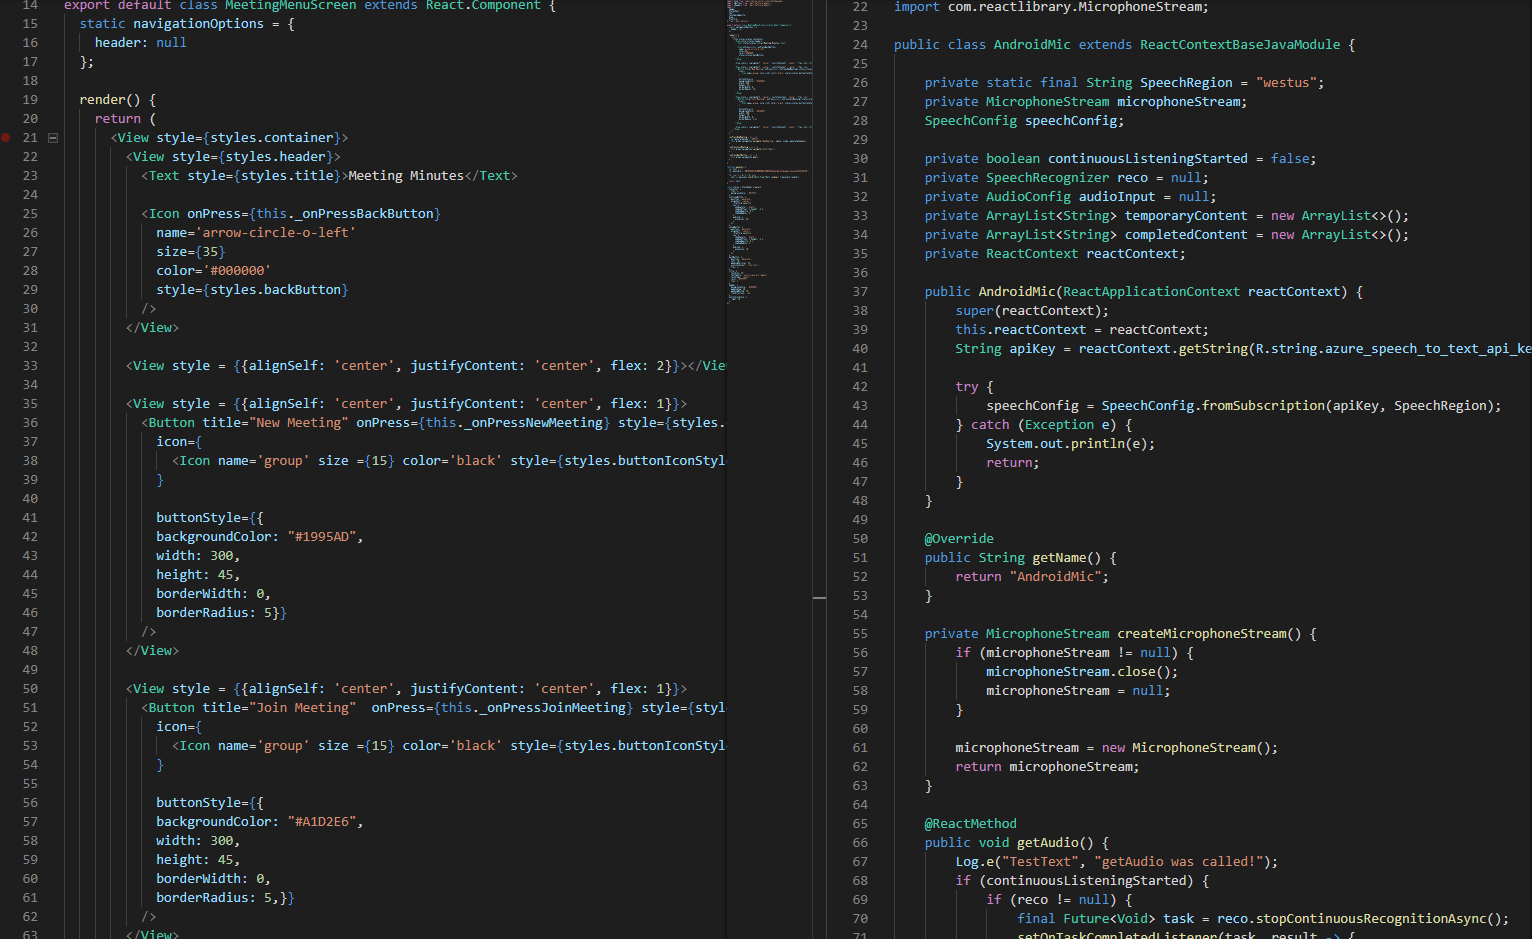 14 export default class MeetingMenuScreen extends React.Component {
15 static navigationOptions = {
16 header: null
17 };
18
19 render() {
20 return (
21 <View style={styles.container}>
22 <View style={styles.header}>
23 <Text style={styles.title}>Meeting Minutes</Text>
24
25 <Icon onPress={this._onPressBackButton}
26 name='arrow-circle-o-left'
27 size={35}
28 color='#000000'
29 style={styles.backButton}
30 />
31 </View>
32
33 <View style = {{alignSelf: 'center', justifyContent: 'center', flex: 2}}></Vie
34
35 <View style = {{alignSelf: 'center', justifyContent: 'center', flex: 1}}>
36 <Button title="New Meeting" onPress={this._onPressNewMeeting} style={styles.
37 icon={
38 <Icon name='group' size ={15} color='black' style={styles.buttonIconStyl
39 }
40
41 buttonStyle={{
42 backgroundColor: "#1995AD",
43 width: 300,
44 height: 45,
45 borderWidth: 0,
46 borderRadius: 5}}
47 />
48 </View>
49
50 <View style = {{alignSelf: 'center', justifyContent: 'center', flex: 1}}>
51 <Button title="Join Meeting"  onPress={this._onPressJoinMeeting} style={styl
52 icon={
53 <Icon name='group' size ={15} color='black' style={styles.buttonIconStyl
54 }
55
56 buttonStyle={{
57 backgroundColor: "#A1D2E6",
58 width: 300,
59 height: 45,
60 borderWidth: 0,
61 borderRadius: 5,}}
62 />
63 </View>
22 import com.reactlibrary.MicrophoneStream;
23
24 public class AndroidMic extends ReactContextBaseJavaModule {
25
26 private static final String SpeechRegion = "westus";
27 private MicrophoneStream microphoneStream;
28 SpeechConfig speechConfig;
29
30 private boolean continuousListeningStarted = false;
31 private SpeechRecognizer reco = null;
32 private AudioConfig audioInput = null;
33 private ArrayList<String> temporaryContent = new ArrayList<>();
34 private ArrayList<String> completedContent = new ArrayList<>();
35 private ReactContext reactContext;
36
37 public AndroidMic(ReactApplicationContext reactContext) {
38 super(reactContext);
39 this.reactContext = reactContext;
40 String apiKey = reactContext.getString(R.string.azure_speech_to_text_api_ke
41
42 try {
43 speechConfig = SpeechConfig.fromSubscription(apiKey, SpeechRegion);
44 } catch (Exception e) {
45 System.out.println(e);
46 return;
47 }
48 }
49
50 @Override
51 public String getName() {
52 return "AndroidMic";
53 }
54
55 private MicrophoneStream createMicrophoneStream() {
56 if (microphoneStream != null) {
57 microphoneStream.close();
58 microphoneStream = null;
59 }
60
61 microphoneStream = new MicrophoneStream();
62 return microphoneStream;
63 }
64
65 @ReactMethod
66 public void getAudio() {
67 Log.e("TestText", "getAudio was called!");
68 if (continuousListeningStarted) {
69 if (reco != null) {
70 final Future<Void> task = reco.stopContinuousRecognitionAsync();
71 setOnTaskCompletedListener(task, result -> {